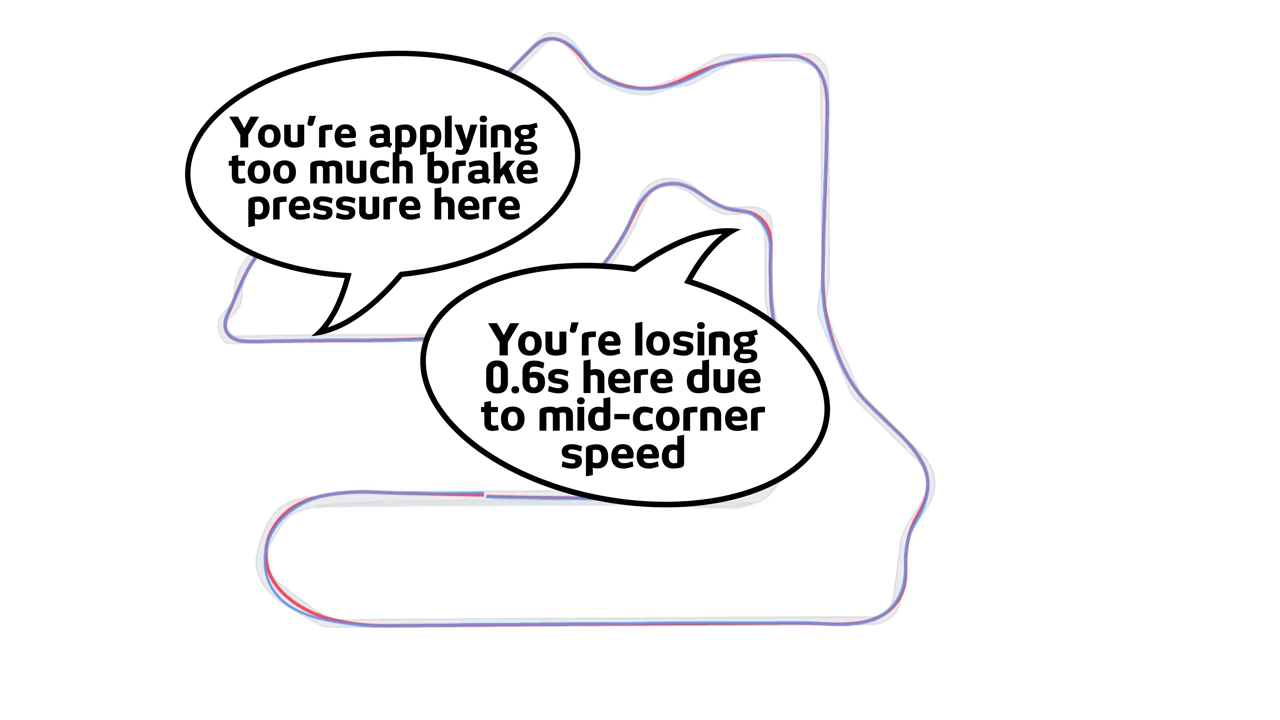 You're applying
too much brake
pressure here
You're losing
0.6s here due
to mid-corner
speed